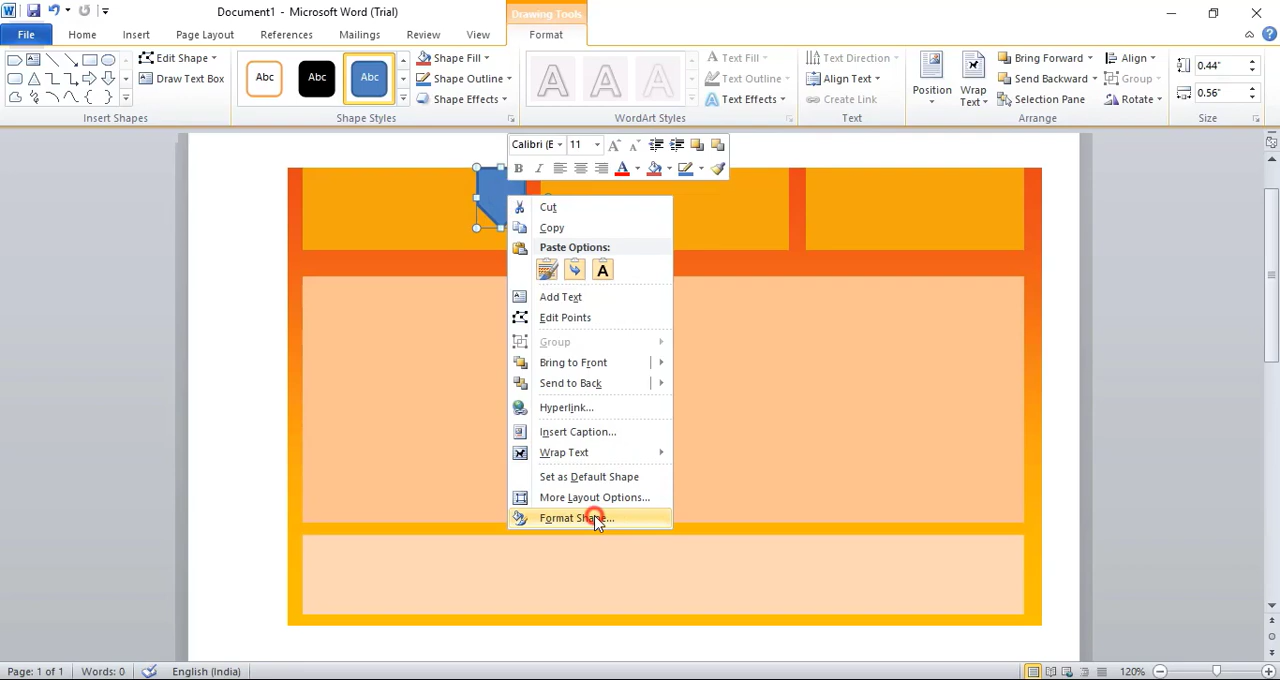 Document1 - Microsoft Word (Trial)
Drawing Tools
File Home Insert Page Layout References Mailings Review View Format
Edit Shape
Draw Text Box
Insert Shapes
Abc Abc Abc
Shape Fill
Shape Outline
Shape Effects
Shape Styles
A A A
Text Fill
Text Outline
Text Effects
WordArt Styles
Text Direction
Align Text
Create Link
Text
Position
Wrap
Text
Bring Forward
Send Backward
Selection Pane
Align
Group
Rotate
Arrange
0.44"
0.56"
Size
Calibri (E 11
B I A
Cut
Copy
Paste Options:
A
Add Text
Edit Points
Group
Bring to Front
Send to Back
Hyperlink...
Insert Caption...
Wrap Text
Set as Default Shape
More Layout Options...
Format Shape...
Page: 1 of 1 Words: 0 English (India) 120%